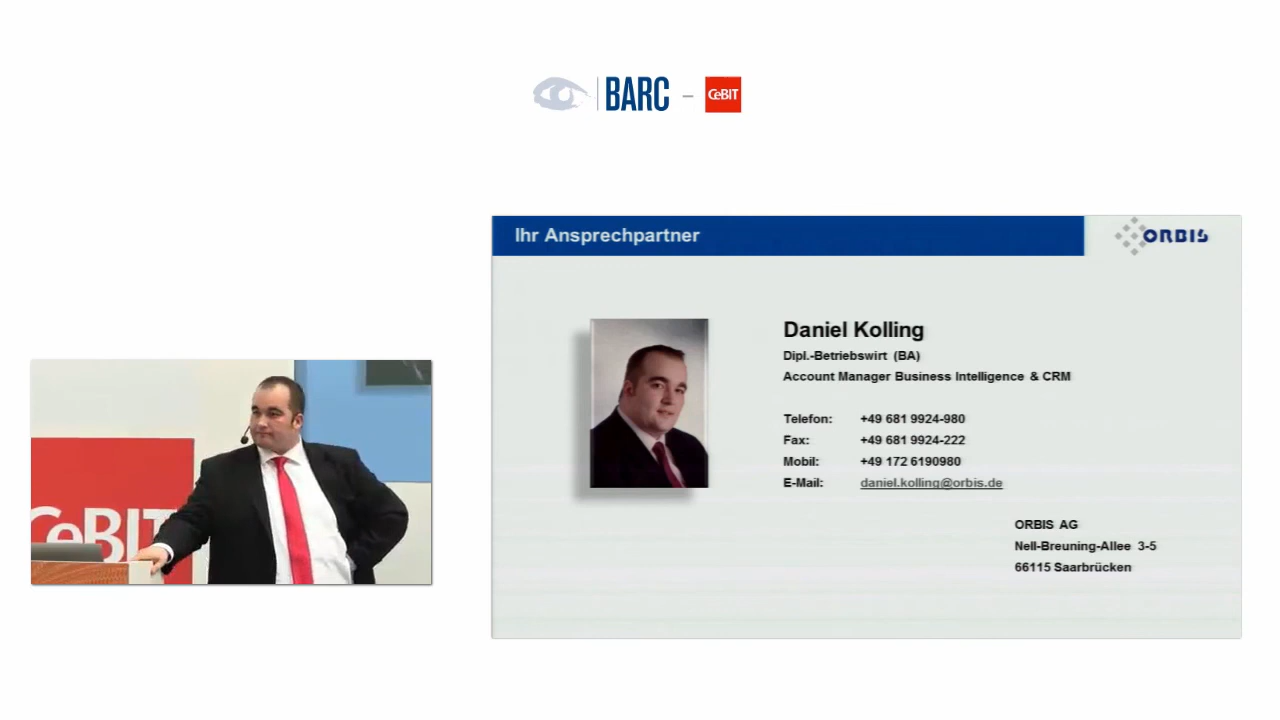 BARC – CeBIT
Ihr Ansprechpartner
ORBIS
Daniel Kolling
Dipl.-Betriebswirt (BA)
Account Manager Business Intelligence & CRM
Telefon: +49 681 9924-980
Fax: +49 681 9924-222
Mobil: +49 172 6190980
E-Mail: daniel.kolling@orbis.de
ORBIS AG
Nell-Breuning-Allee 3-5
66115 Saarbrücken
CeBIT